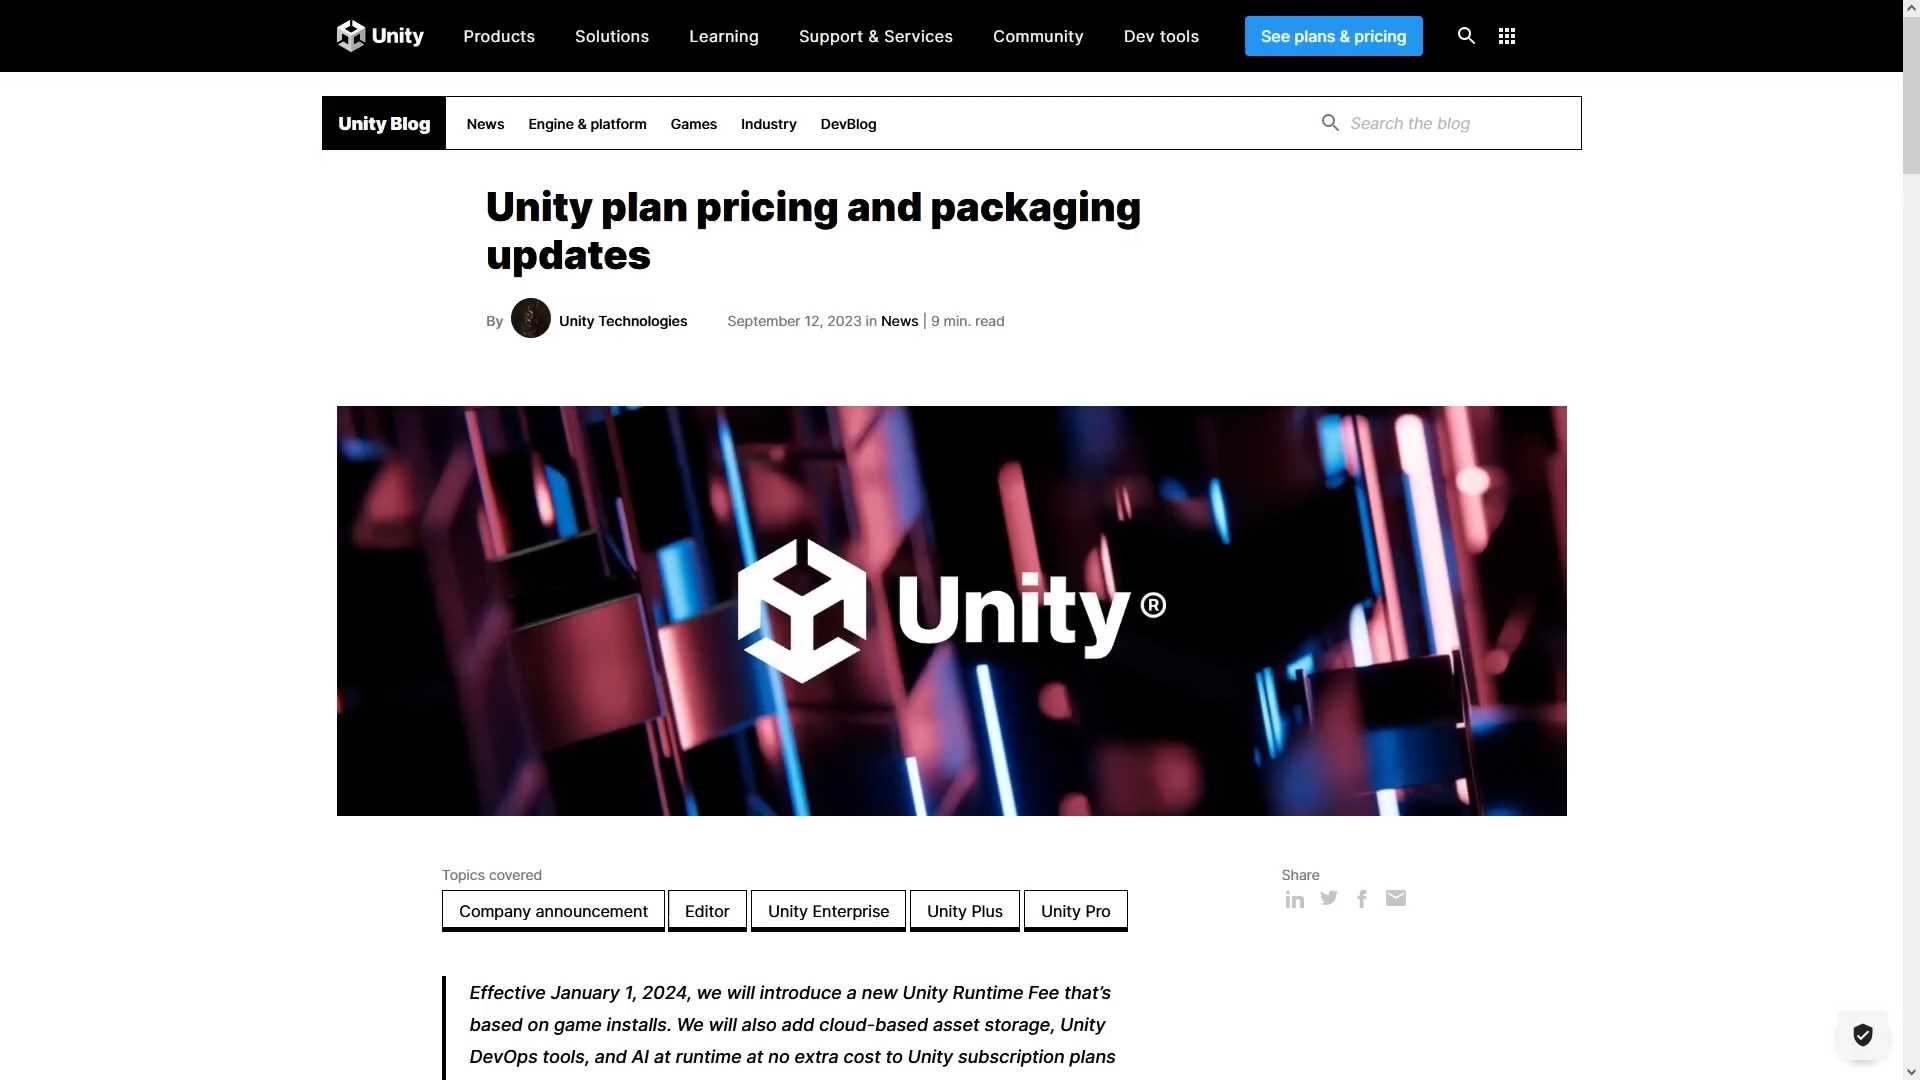 Unity Products Solutions Learning Support & Services Community Dev tools See plans & pricing
Unity Blog News Engine & platform Games Industry DevBlog Search the blog
Unity plan pricing and packaging
updates
By Unity Technologies September 12, 2023 in News | 9 min. read
Unity®
Topics covered
Company announcement Editor Unity Enterprise Unity Plus Unity Pro
Share
Effective January 1, 2024, we will introduce a new Unity Runtime Fee that’s
based on game installs. We will also add cloud-based asset storage, Unity
DevOps tools, and AI at runtime at no extra cost to Unity subscription plans